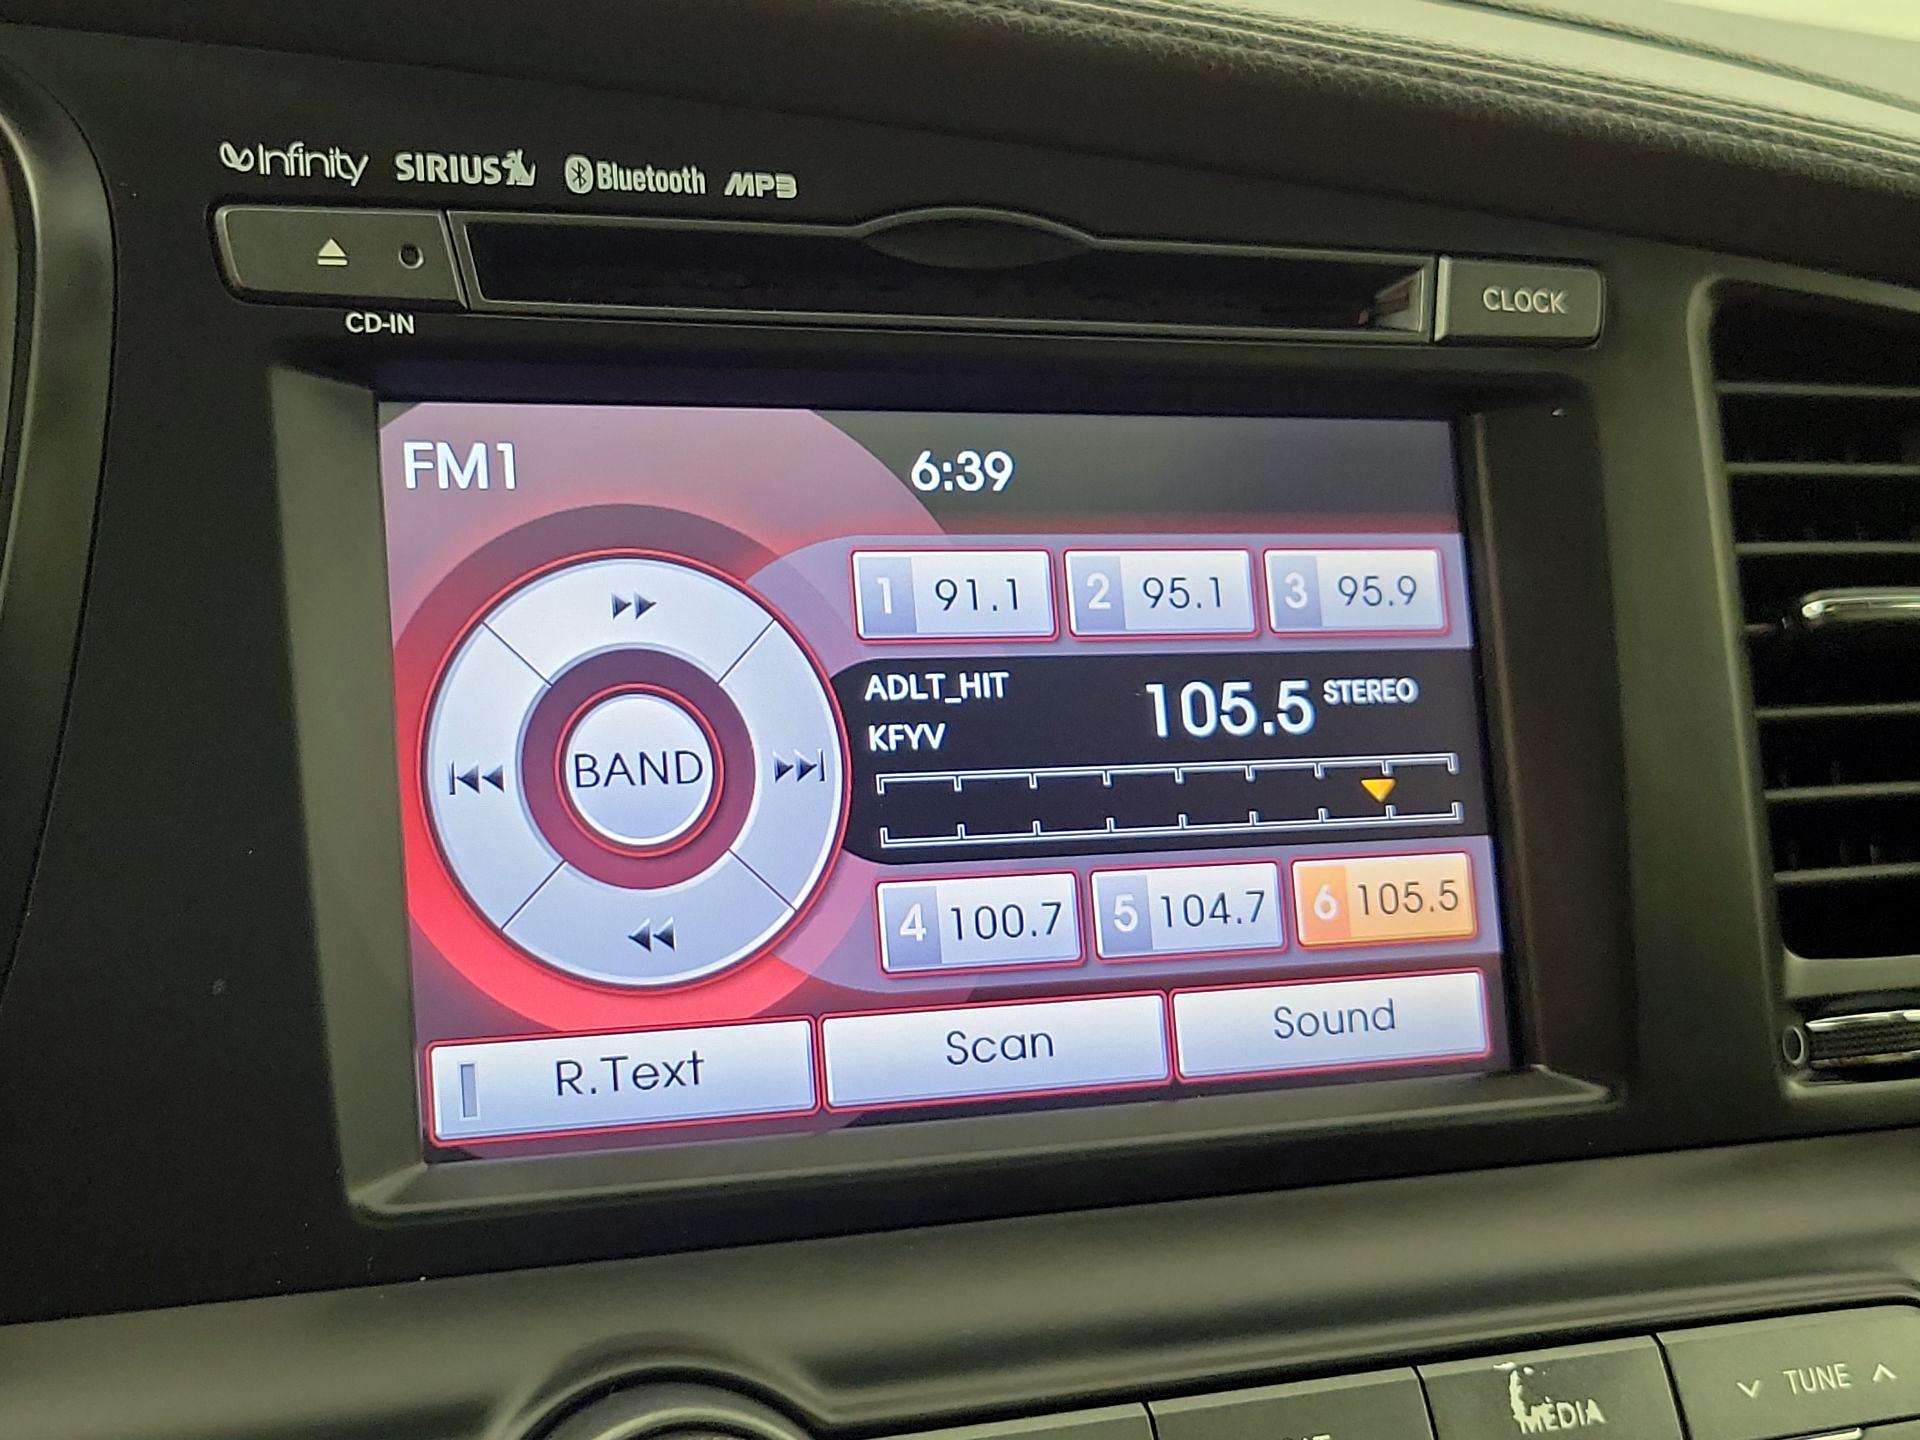 Infinity SIRIUS Bluetooth MP3
CLOCK
CD-IN
FM1 6:39
1 91.1 2 95.1 3 95.9
ADLT_HIT 105.5 STEREO
KFYV
BAND
4 100.7 5 104.7 6 105.5
R.Text Scan Sound
MEDIA TUNE